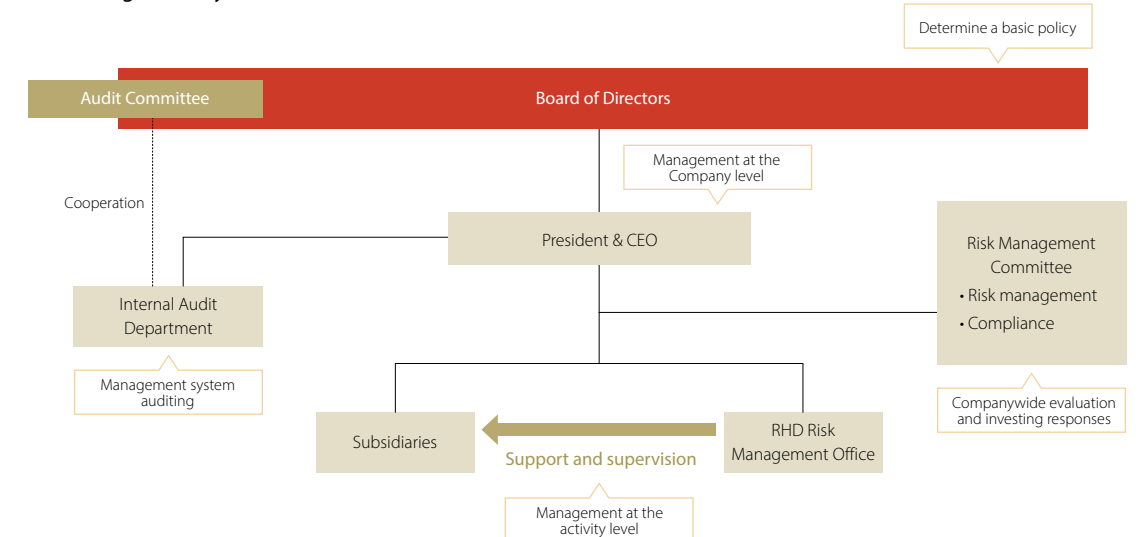 Determine a basic policy
Audit Committee
Board of Directors
Management at the
Company level
Cooperation
President & CEO
Risk Management
Committee
• Risk management
• Compliance
Internal Audit
Department
Management system
auditing
Companywide evaluation
and investing responses
Subsidiaries
Support and supervision
RHD Risk
Management Office
Management at the
activity level